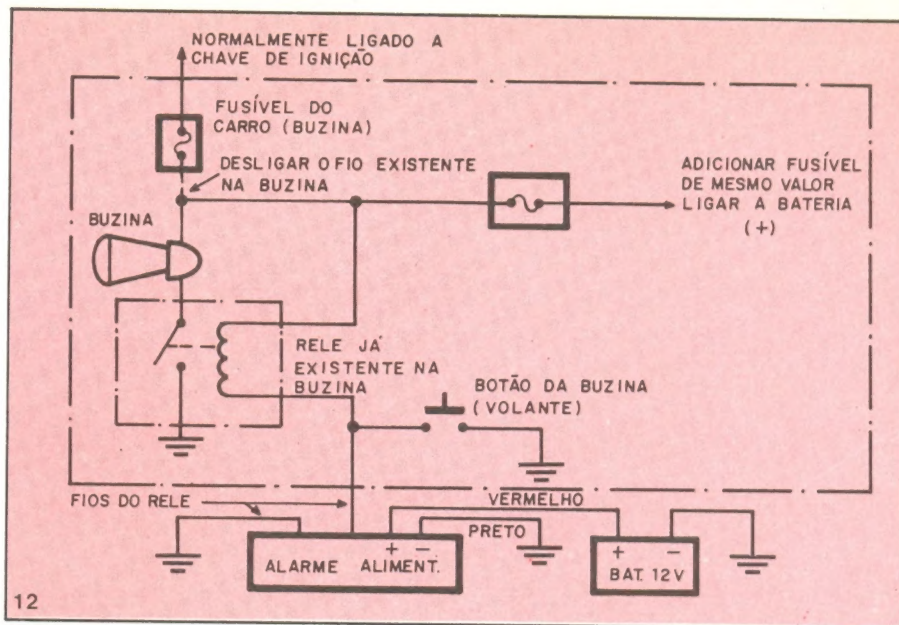 NORMALMENTE LIGADO A
CHAVE DE IGNIÇÃO
FUSÍVEL DO
CARRO (BUZINA)
DESLIGAR O FIO EXISTENTE
NA BUZINA
ADICIONAR FUSÍVEL
DE MESMO VALOR
LIGAR A BATERIA
(+)
BUZINA
RELE JÁ
EXISTENTE NA
BUZINA
BOTÃO DA BUZINA
(VOLANTE)
FIOS DO RELE
VERMELHO
PRETO
+ –
ALARME ALIMENT.
+ –
BAT. 12V
12